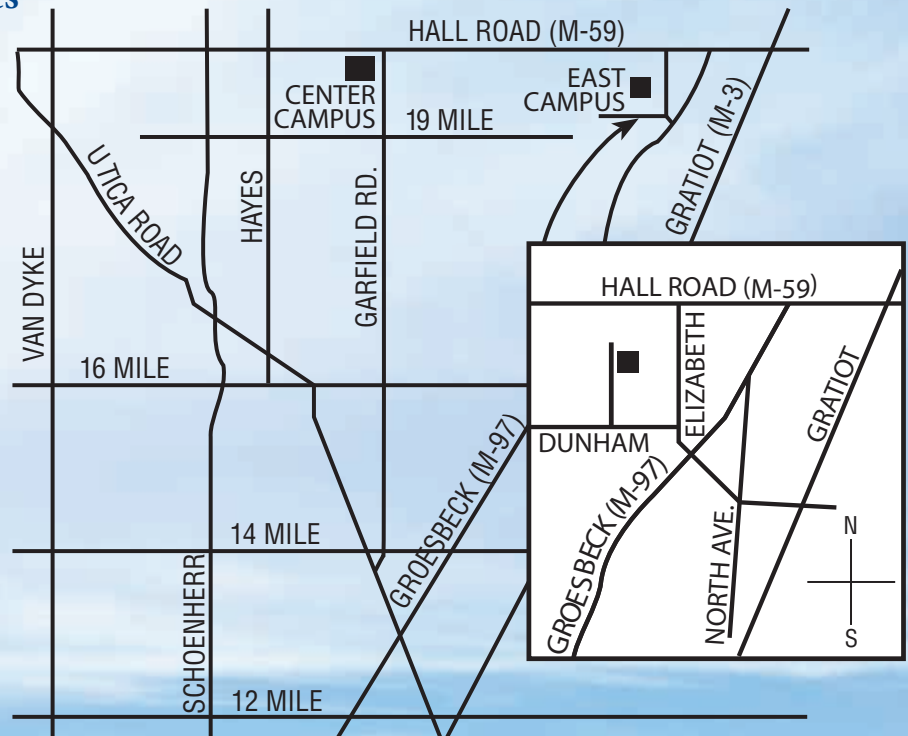 HALL ROAD (M-59)
CENTER
CAMPUS
EAST
CAMPUS
19 MILE
GRATIOT (M-3)
UTICA ROAD
HAYES
GARFIELD RD.
VAN DYKE
16 MILE
GROESBECK (M-97)
14 MILE
SCHOENHERR
12 MILE
HALL ROAD (M-59)
ELIZABETH
DUNHAM
GRATIOT
GROESBECK (M-97)
NORTH AVE.
N
S